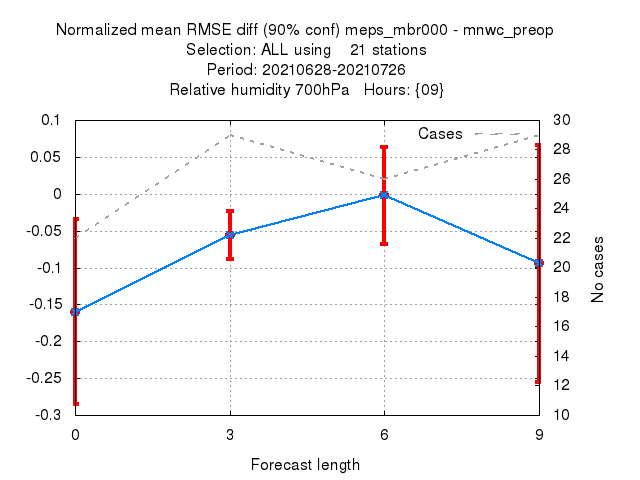 Normalized mean RMSE diff (90% conf) meps_mbr000 - mnwc_preop
Selection: ALL using 21 stations
Period: 20210628-20210726
Relative humidity 700hPa Hours: {09}
Cases
0.1
0.05
0
-0.05
-0.1
-0.15
-0.2
-0.25
-0.3
30
28
26
24
22
20
18
16
14
12
10
No cases
0 3 6 9
Forecast length